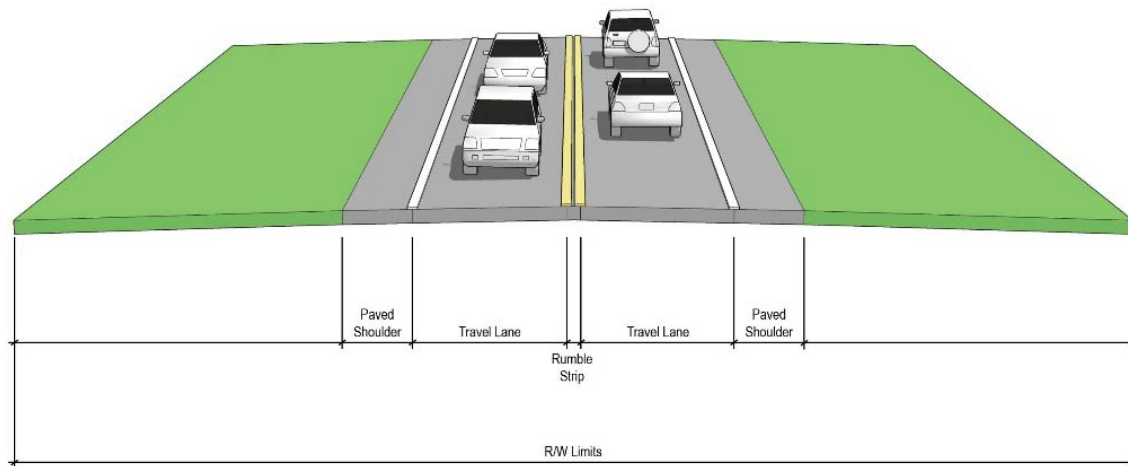 Paved
Shoulder
Travel Lane
Travel Lane
Paved
Shoulder
Rumble
Strip
R/W Limits